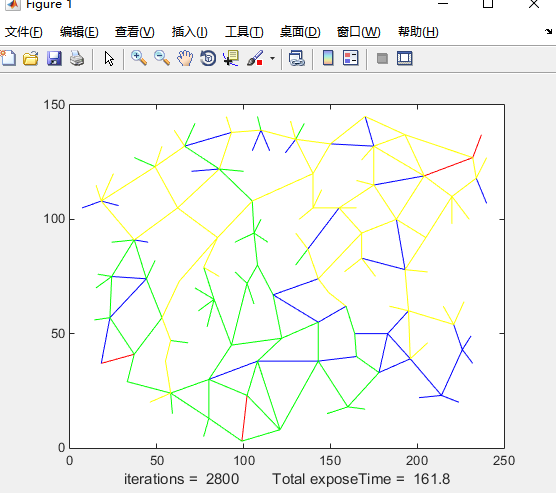 Figure 1
文件(F) 编辑(E) 查看(V) 插入(I) 工具(T) 桌面(D) 窗口(W) 帮助(H)
150
100
50
0
0 50 100 150 200 250
iterations = 2800 Total exposeTime = 161.8